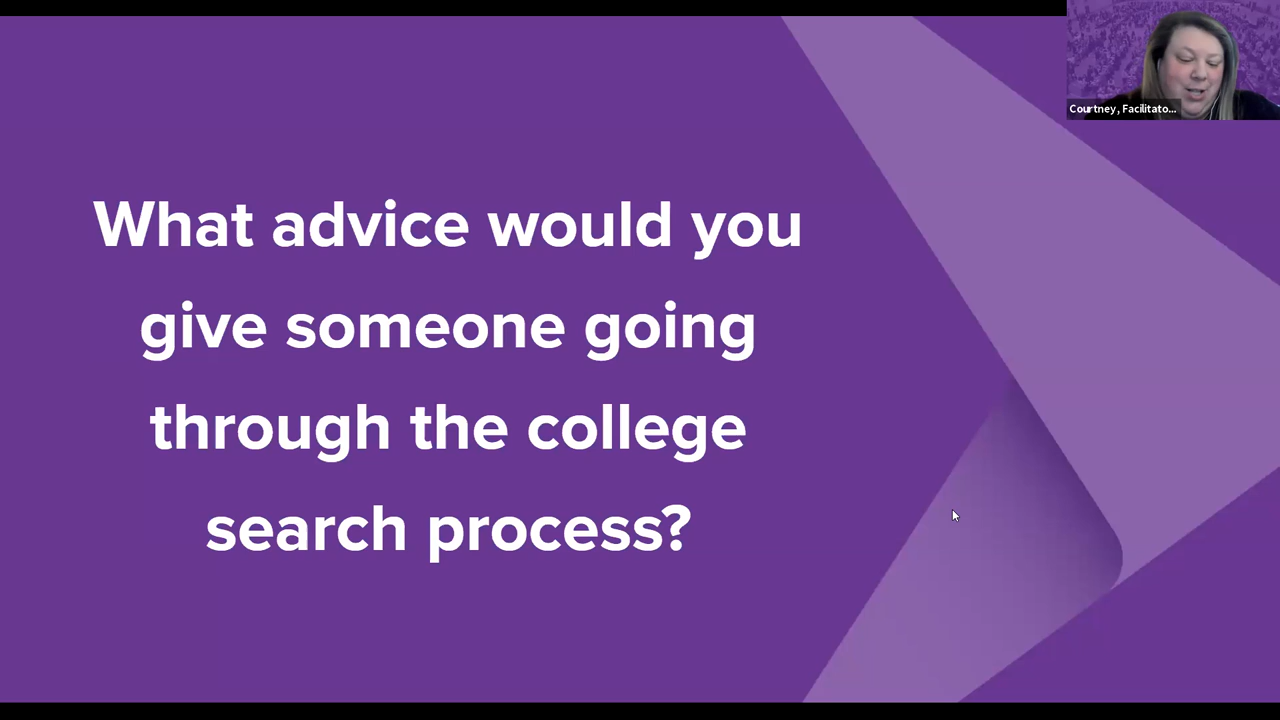 Courtney, Facilitato...
What advice would you
give someone going
through the college
search process?